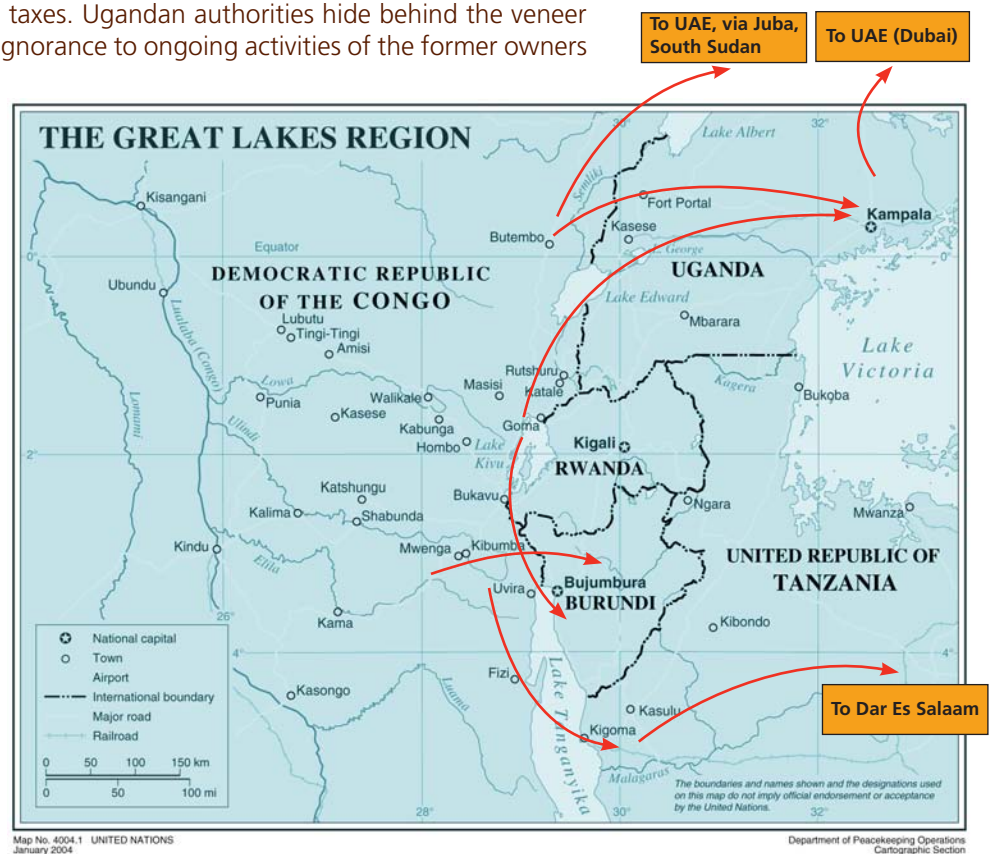 taxes. Ugandan authorities hide behind the veneer
gnorance to ongoing activities of the former owners
To UAE, via Juba,
South Sudan
To UAE (Dubai)
THE GREAT LAKES REGION
30°
32°
Lake Albert
Kisangani
Semliki
Fort Portal
Kampala
Butembo
Kasese
Equator
L. George
0°
0°
DEMOCRATIC REPUBLIC
OF THE CONGO
UGANDA
Ubundu
Lualaba (Congo)
Lake Edward
Lubutu
Tingi-Tingi
Mbarara
Amisi
Lake
Victoria
Rutshuru
Lowa
Masisi
Katale
Kagera
Punia
Walikale
Bukoba
Lomami
Kasese
Kabunga
Goma
Ulindi
Hombo
Lake
Kivu
Kigali
2°
RWANDA
Katshungu
Bukavu
Ngara
Kalima
Shabunda
Mwanza
Kindu
Mwenga
Kibumba
Elila
UNITED REPUBLIC OF
TANZANIA
Uvira
Bujumbura
BURUNDI
26°
Kama
Kibondo
National capital
Town
Airport
International boundary
Major road
Railroad
0 50 100 150 km
0 50 100 mi
4°
4°
Fizi
Lake Tanganyika
Luama
Kasongo
Kasulu
To Dar Es Salaam
Kigoma
Malagaras
The boundaries and names shown and the designations used
on this map do not imply official endorsement or acceptance
by the United Nations.
28°
30°
32°
Map No. 4004.1 UNITED NATIONS
January 2004
Department of Peacekeeping Operations
Cartographic Section